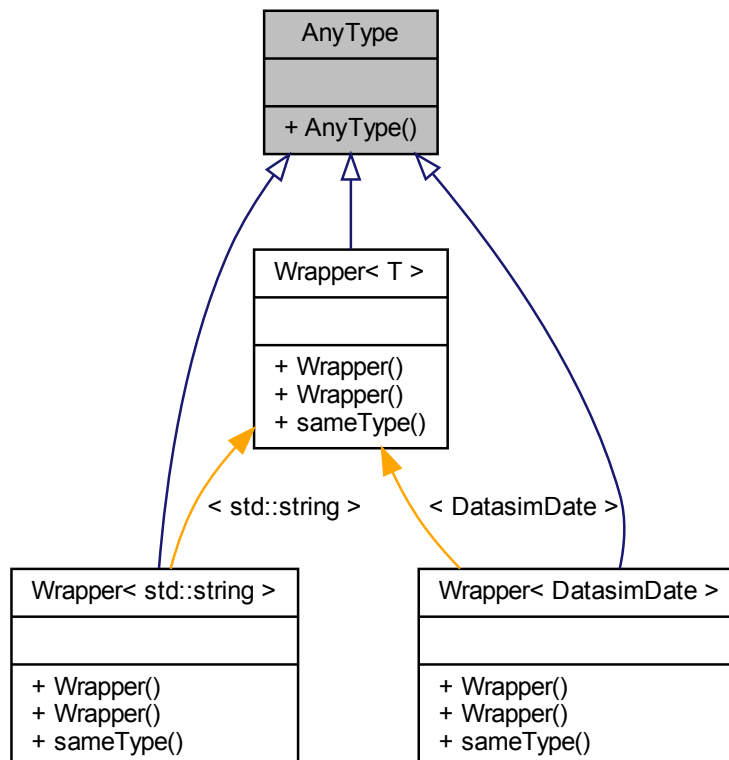 AnyType
+ AnyType()
Wrapper< T >
+ Wrapper()
+ Wrapper()
+ sameType()
< std::string >
< DatasimDate >
Wrapper< std::string >
+ Wrapper()
+ Wrapper()
+ sameType()
Wrapper< DatasimDate >
+ Wrapper()
+ Wrapper()
+ sameType()